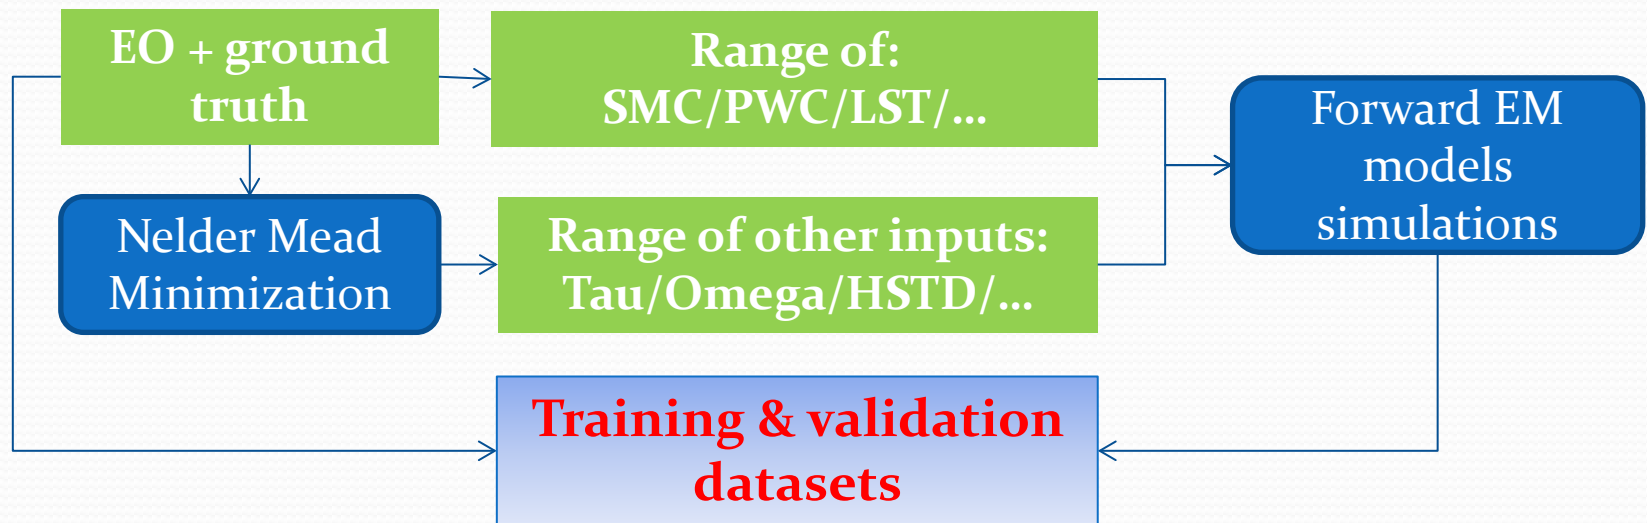 EO + ground
truth
Range of:
SMC/PWC/LST/...
Forward EM
models
simulations
Nelder Mead
Minimization
Range of other inputs:
Tau/Omega/HSTD/...
Training & validation
datasets